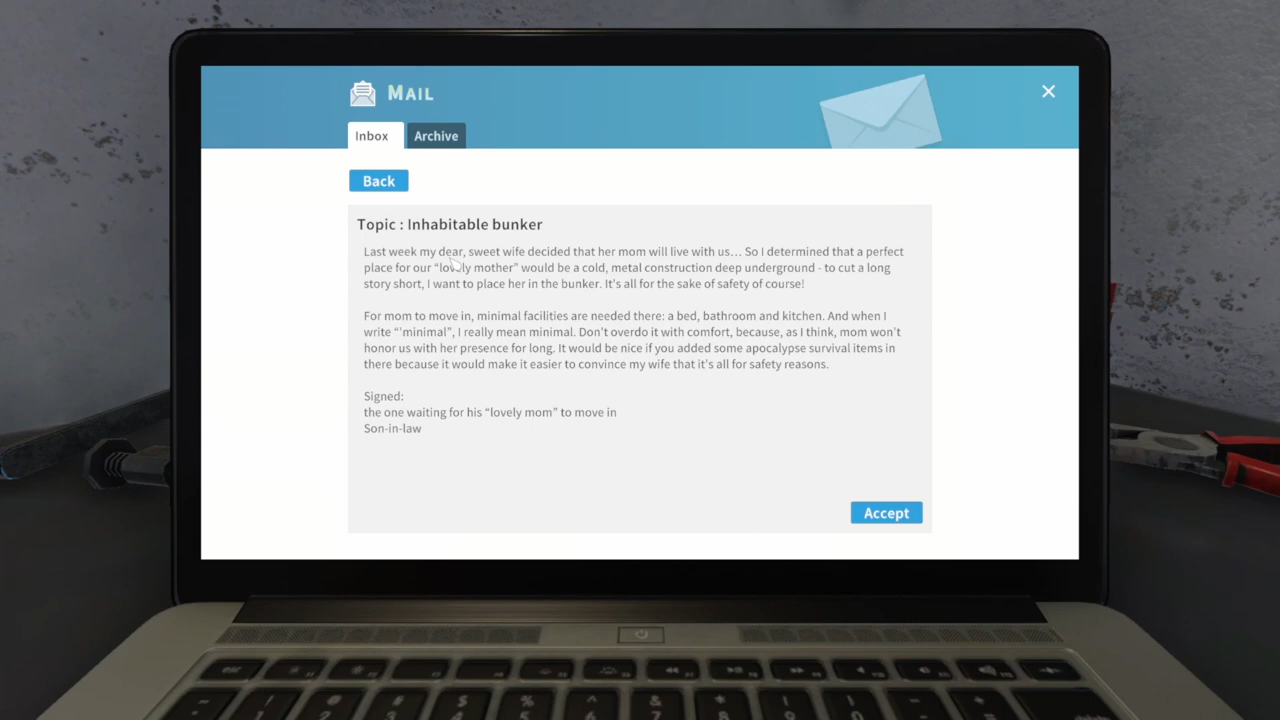 MAIL
Inbox
Archive
Back
Topic : Inhabitable bunker
Last week my dear, sweet wife decided that her mom will live with us… So I determined that a perfect
place for our “lovely mother” would be a cold, metal construction deep underground - to cut a long
story short, I want to place her in the bunker. It's all for the sake of safety of course!
For mom to move in, minimal facilities are needed there: a bed, bathroom and kitchen. And when I
write “'minimal”, I really mean minimal. Don't overdo it with comfort, because, as I think, mom won't
honor us with her presence for long. It would be nice if you added some apocalypse survival items in
there because it would make it easier to convince my wife that it's all for safety reasons.
Signed:
the one waiting for his “lovely mom” to move in
Son-in-law
Accept